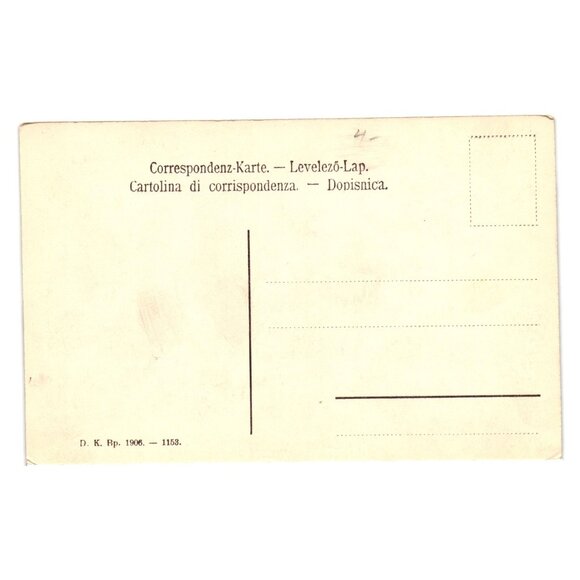 4-
Correspondenz-Karte. — Levelező-Lap.
Cartolina di corrispondenza. — Dopisnica.
D. K. Bp. 1906. — 1153.